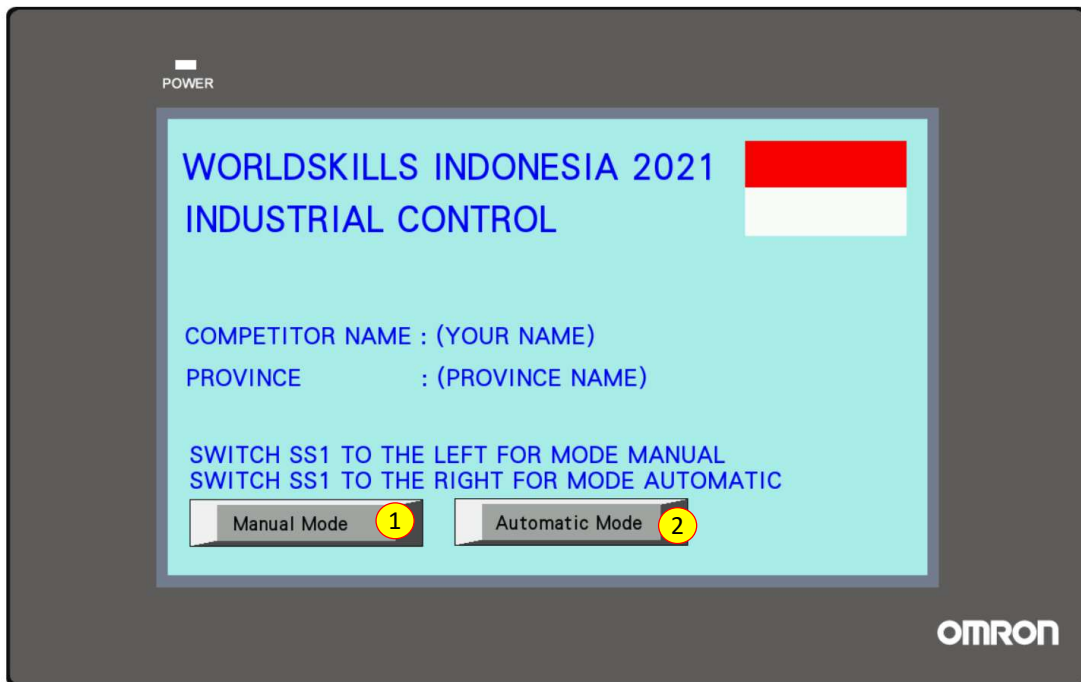 POWER
WORLDSKILLS INDONESIA 2021
INDUSTRIAL CONTROL
COMPETITOR NAME : (YOUR NAME)
PROVINCE : (PROVINCE NAME)
SWITCH SS1 TO THE LEFT FOR MODE MANUAL
SWITCH SS1 TO THE RIGHT FOR MODE AUTOMATIC
Manual Mode 1 Automatic Mode 2
OMRON